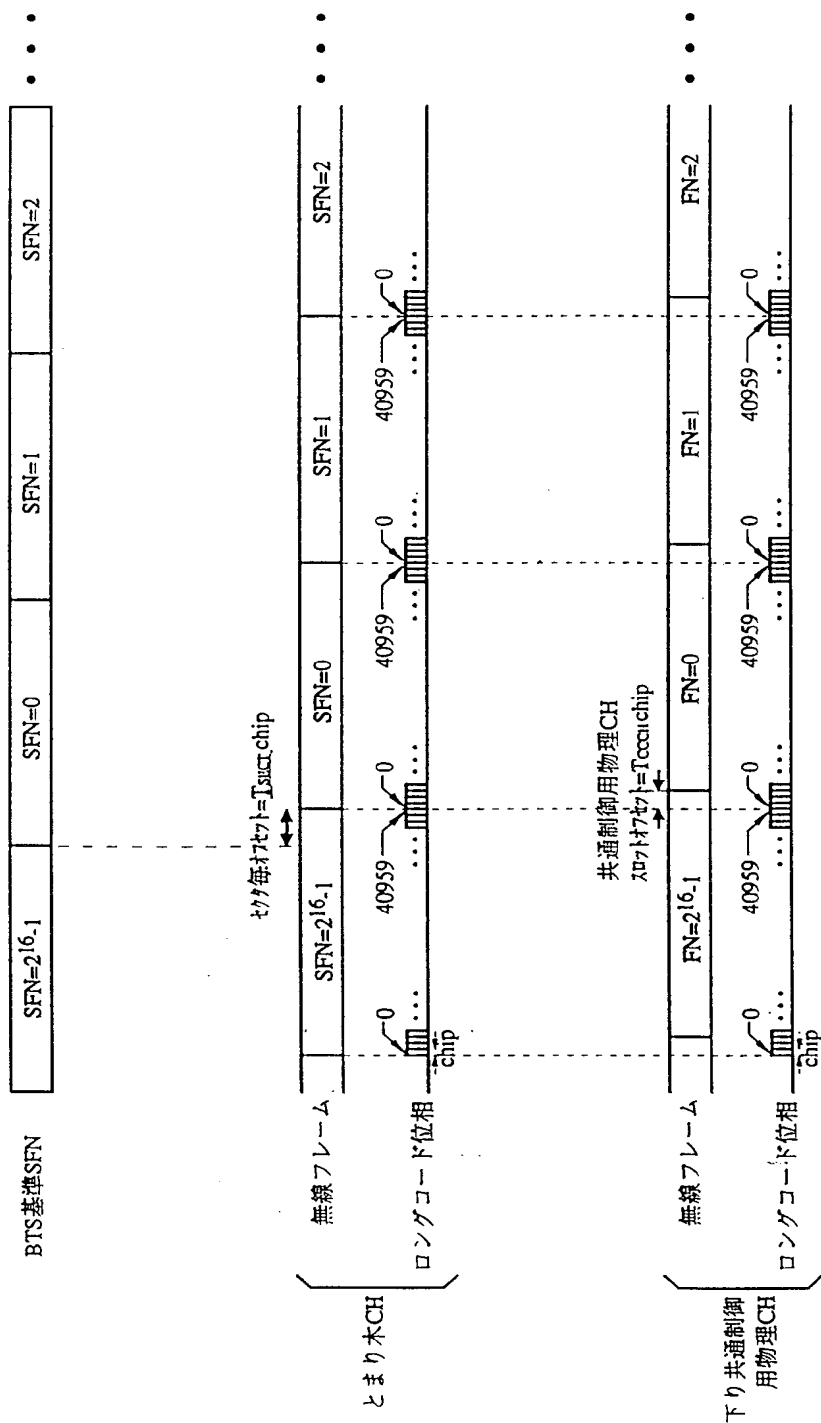 BTS基準SFN
SFN=2^16-1
SFN=0
SFN=1
SFN=2
• • •
セクタ毎オフセット=TSECT chip
とまり木CH
無線フレーム
SFN=2^16-1
SFN=0
SFN=1
SFN=2
• • •
ロングコード位相
0
chip
40959
0
40959
0
40959
0
共通制御用物理CH
スロットオフセット=TCCCH chip
下り共通制御
用物理CH
無線フレーム
FN=2^16-1
FN=0
FN=1
FN=2
• • •
ロングコード位相
0
chip
40959
0
40959
0
40959
0